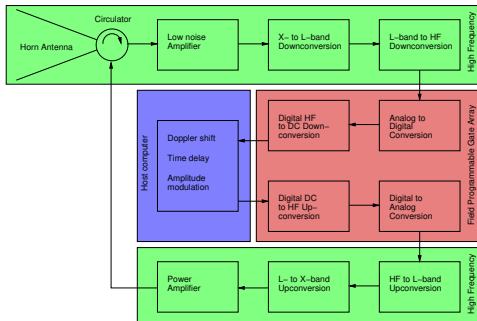 Circulator
Horn Antenna
Low noise
Amplifier
X− to L−band
Downconversion
L−band to HF
Downconversion
High Frequency
Host computer
Doppler shift
Time delay
Amplitude
modulation
Digital HF
to DC Down−
conversion
Analog to
Digital
Conversion
Digital DC
to HF Up−
conversion
Digital to
Analog
Conversion
Field Programmable Gate Array
Power
Amplifier
L− to X−band
Upconversion
HF to L−band
Upconversion
High Frequency